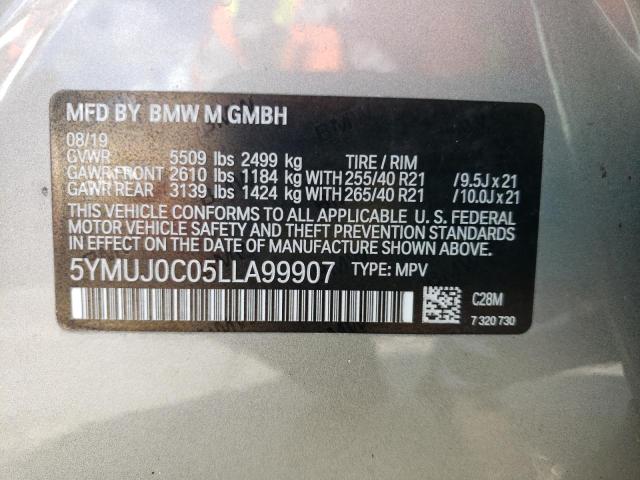 MFD BY BMW M GMBH
08/19
GVWR 5509 lbs 2499 kg TIRE / RIM
GAWR FRONT 2610 lbs 1184 kg WITH 255/40 R21 / 9.5J x 21
GAWR REAR 3139 lbs 1424 kg WITH 265/40 R21 / 10.0J x 21
THIS VEHICLE CONFORMS TO ALL APPLICABLE U. S. FEDERAL
MOTOR VEHICLE SAFETY AND THEFT PREVENTION STANDARDS
IN EFFECT ON THE DATE OF MANUFACTURE SHOWN ABOVE.
5YMUJ0C05LLA99907 TYPE: MPV
C28M
7 320 730